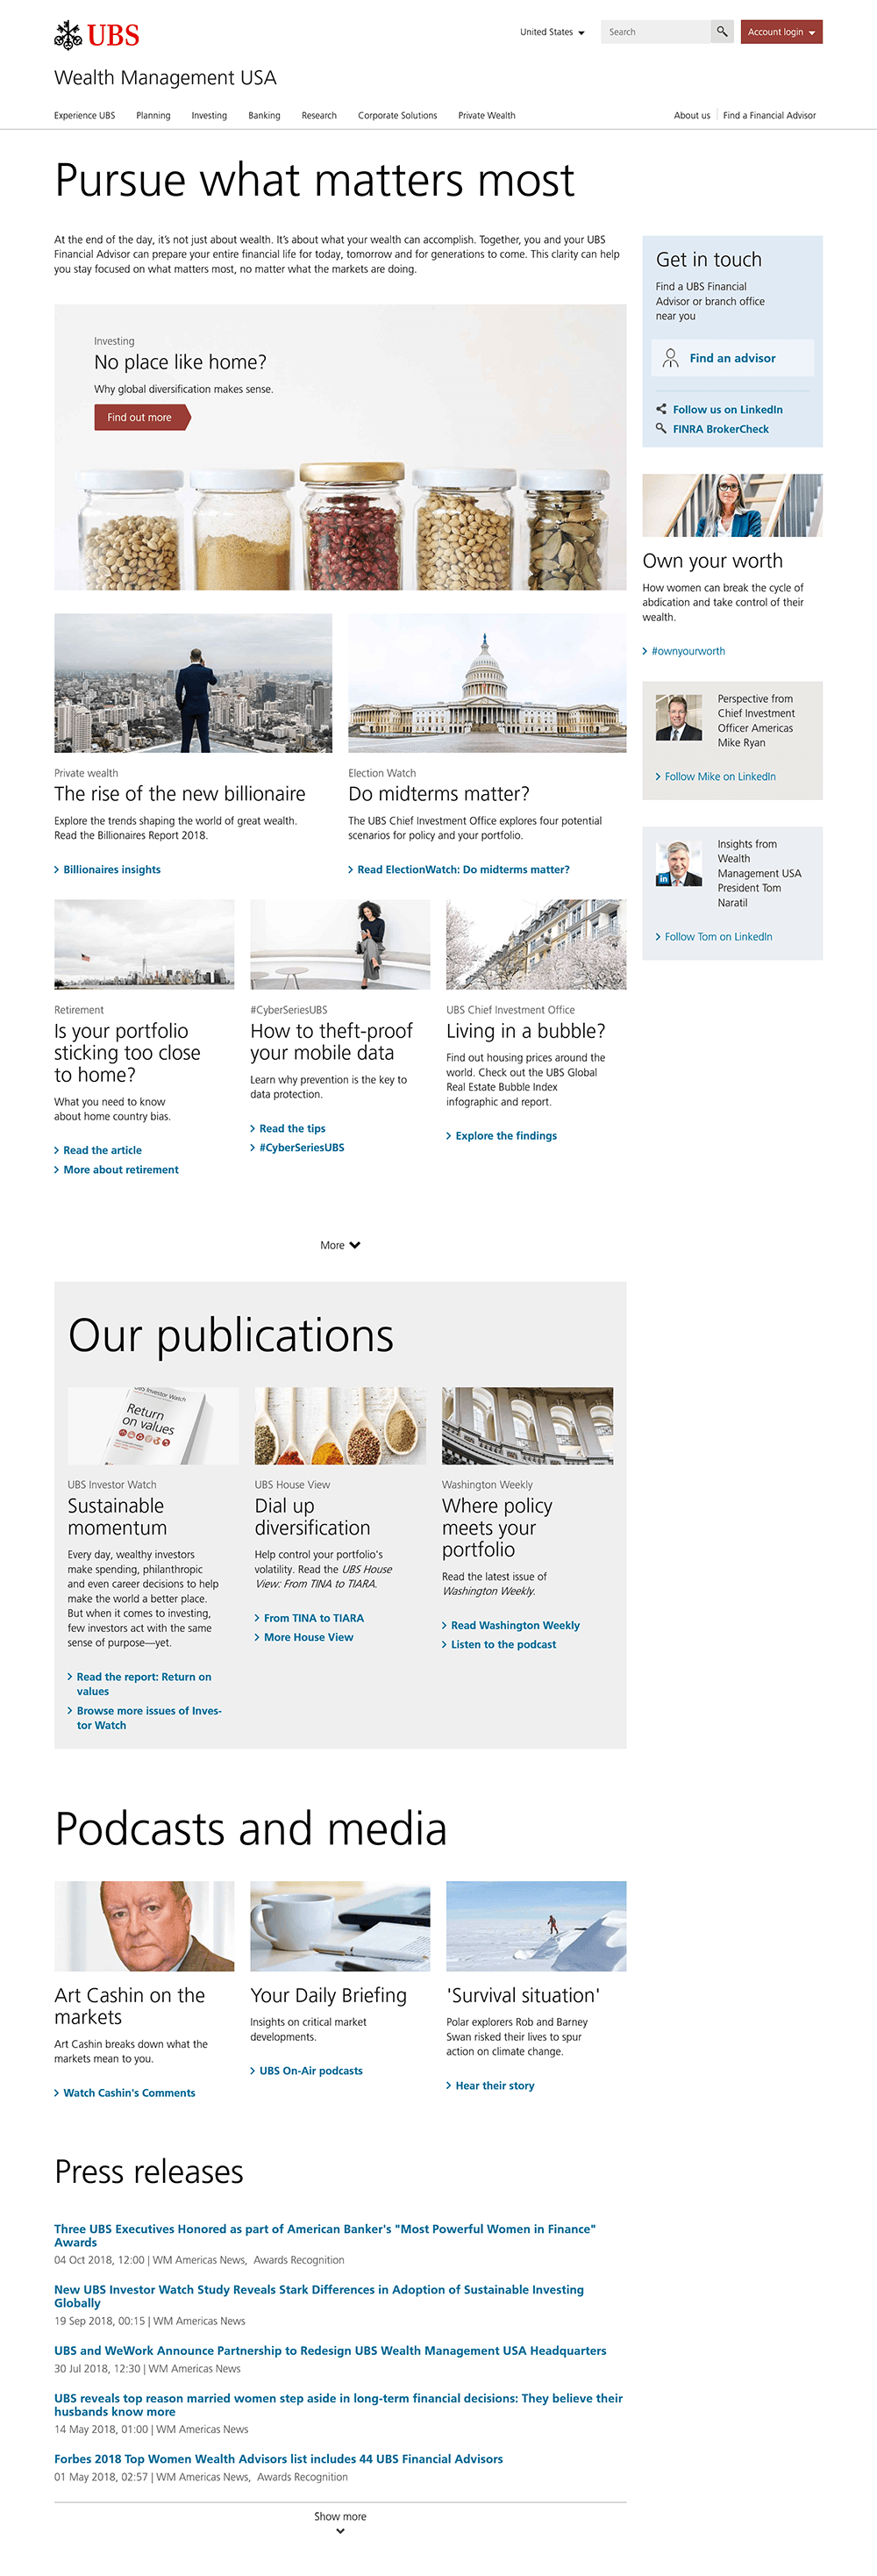 UBS
United States
Search
Account login
Wealth Management USA
Experience UBS
Planning
Investing
Banking
Research
Corporate Solutions
Private Wealth
About us
Find a Financial Advisor
Pursue what matters most
At the end of the day, it's not just about wealth. It's about what your wealth can accomplish. Together, you and your UBS
Financial Advisor can prepare your entire financial life for today, tomorrow and for generations to come. This clarity can help
you stay focused on what matters most, no matter what the markets are doing.
Investing
No place like home?
Why global diversification makes sense.
Find out more
Get in touch
Find a UBS Financial
Advisor or branch office
near you
Find an advisor
Follow us on LinkedIn
FINRA BrokerCheck
Own your worth
How women can break the cycle of
abdication and take control of their
wealth.
#ownyourworth
Perspective from
Chief Investment
Officer Americas
Mike Ryan
Follow Mike on LinkedIn
in
Insights from
Wealth
Management USA
President Tom
Naratil
Follow Tom on LinkedIn
Private wealth
The rise of the new billionaire
Explore the trends shaping the world of great wealth.
Read the Billionaires Report 2018.
Billionaires insights
Election Watch
Do midterms matter?
The UBS Chief Investment Office explores four potential
scenarios for policy and your portfolio.
Read ElectionWatch: Do midterms matter?
Retirement
Is your portfolio
sticking too close
to home?
What you need to know
about home country bias.
Read the article
More about retirement
#CyberSeriesUBS
How to theft-proof
your mobile data
Learn why prevention is the key to
data protection.
Read the tips
#CyberSeriesUBS
UBS Chief Investment Office
Living in a bubble?
Find out housing prices around the
world. Check out the UBS Global
Real Estate Bubble Index
infographic and report.
Explore the findings
More
Our publications
UBS Investor Watch
Return
on values
UBS Investor Watch
Sustainable
momentum
Every day, wealthy investors
make spending, philanthropic
and even career decisions to help
make the world a better place.
But when it comes to investing,
few investors act with the same
sense of purpose—yet.
Read the report: Return on
values
Browse more issues of Inves-
tor Watch
UBS House View
Dial up
diversification
Help control your portfolio's
volatility. Read the UBS House
View: From TINA to TIARA.
From TINA to TIARA
More House View
Washington Weekly
Where policy
meets your
portfolio
Read the latest issue of
Washington Weekly.
Read Washington Weekly
Listen to the podcast
Podcasts and media
Art Cashin on the
markets
Art Cashin breaks down what the
markets mean to you.
Watch Cashin's Comments
Your Daily Briefing
Insights on critical market
developments.
UBS On-Air podcasts
'Survival situation'
Polar explorers Rob and Barney
Swan risked their lives to spur
action on climate change.
Hear their story
Press releases
Three UBS Executives Honored as part of American Banker's "Most Powerful Women in Finance"
Awards
04 Oct 2018, 12:00 | WM Americas News, Awards Recognition
New UBS Investor Watch Study Reveals Stark Differences in Adoption of Sustainable Investing
Globally
19 Sep 2018, 00:15 | WM Americas News
UBS and WeWork Announce Partnership to Redesign UBS Wealth Management USA Headquarters
30 Jul 2018, 12:30 | WM Americas News
UBS reveals top reason married women step aside in long-term financial decisions: They believe their
husbands know more
14 May 2018, 01:00 | WM Americas News
Forbes 2018 Top Women Wealth Advisors list includes 44 UBS Financial Advisors
01 May 2018, 02:57 | WM Americas News, Awards Recognition
Show more